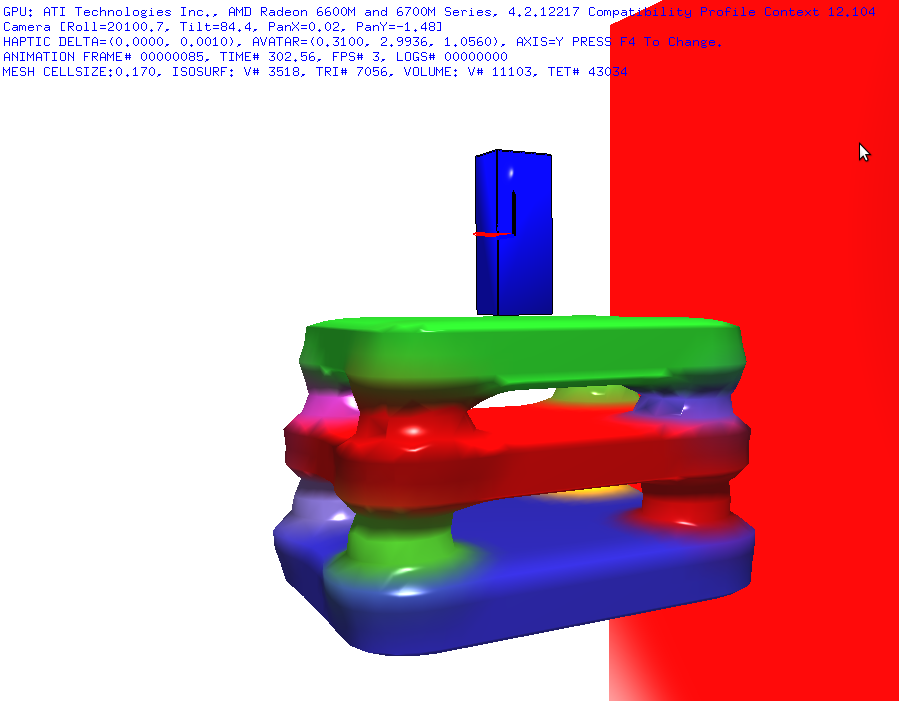 GPU: ATI Technologies Inc., AMD Radeon 6600M and 6700M Series, 4.2.12217 Compatibility Profile Context 12.104
Camera [Roll=20100.7, Tilt=84.4, PanX=0.02, PanY=-1.48]
HAPTIC DELTA=(0.0000, 0.0010), AVATAR=(0.3100, 2.9936, 1.0560), AXIS=Y PRESS F4 To Change.
ANIMATION FRAME# 00000085, TIME# 302.56, FPS# 3, LOGS# 00000000
MESH CELLSIZE:0.170, ISOSURF: V# 3518, TRI# 7056, VOLUME: V# 11103, TET# 43034